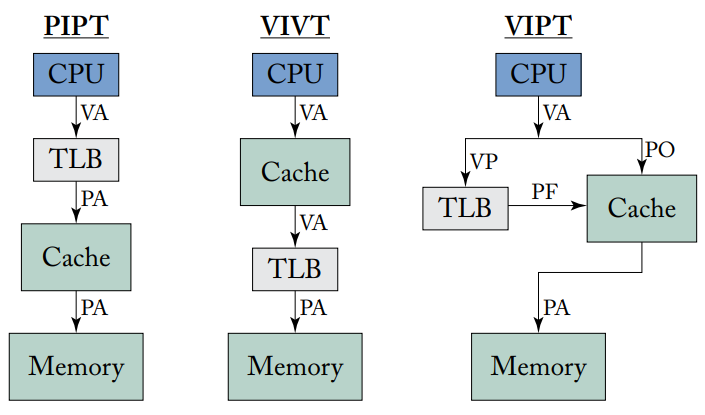 PIPT
CPU
VA
TLB
PA
Cache
PA
Memory
VIVT
CPU
VA
Cache
VA
TLB
PA
Memory
VIPT
CPU
VA
VP
PO
TLB
PF
Cache
PA
Memory